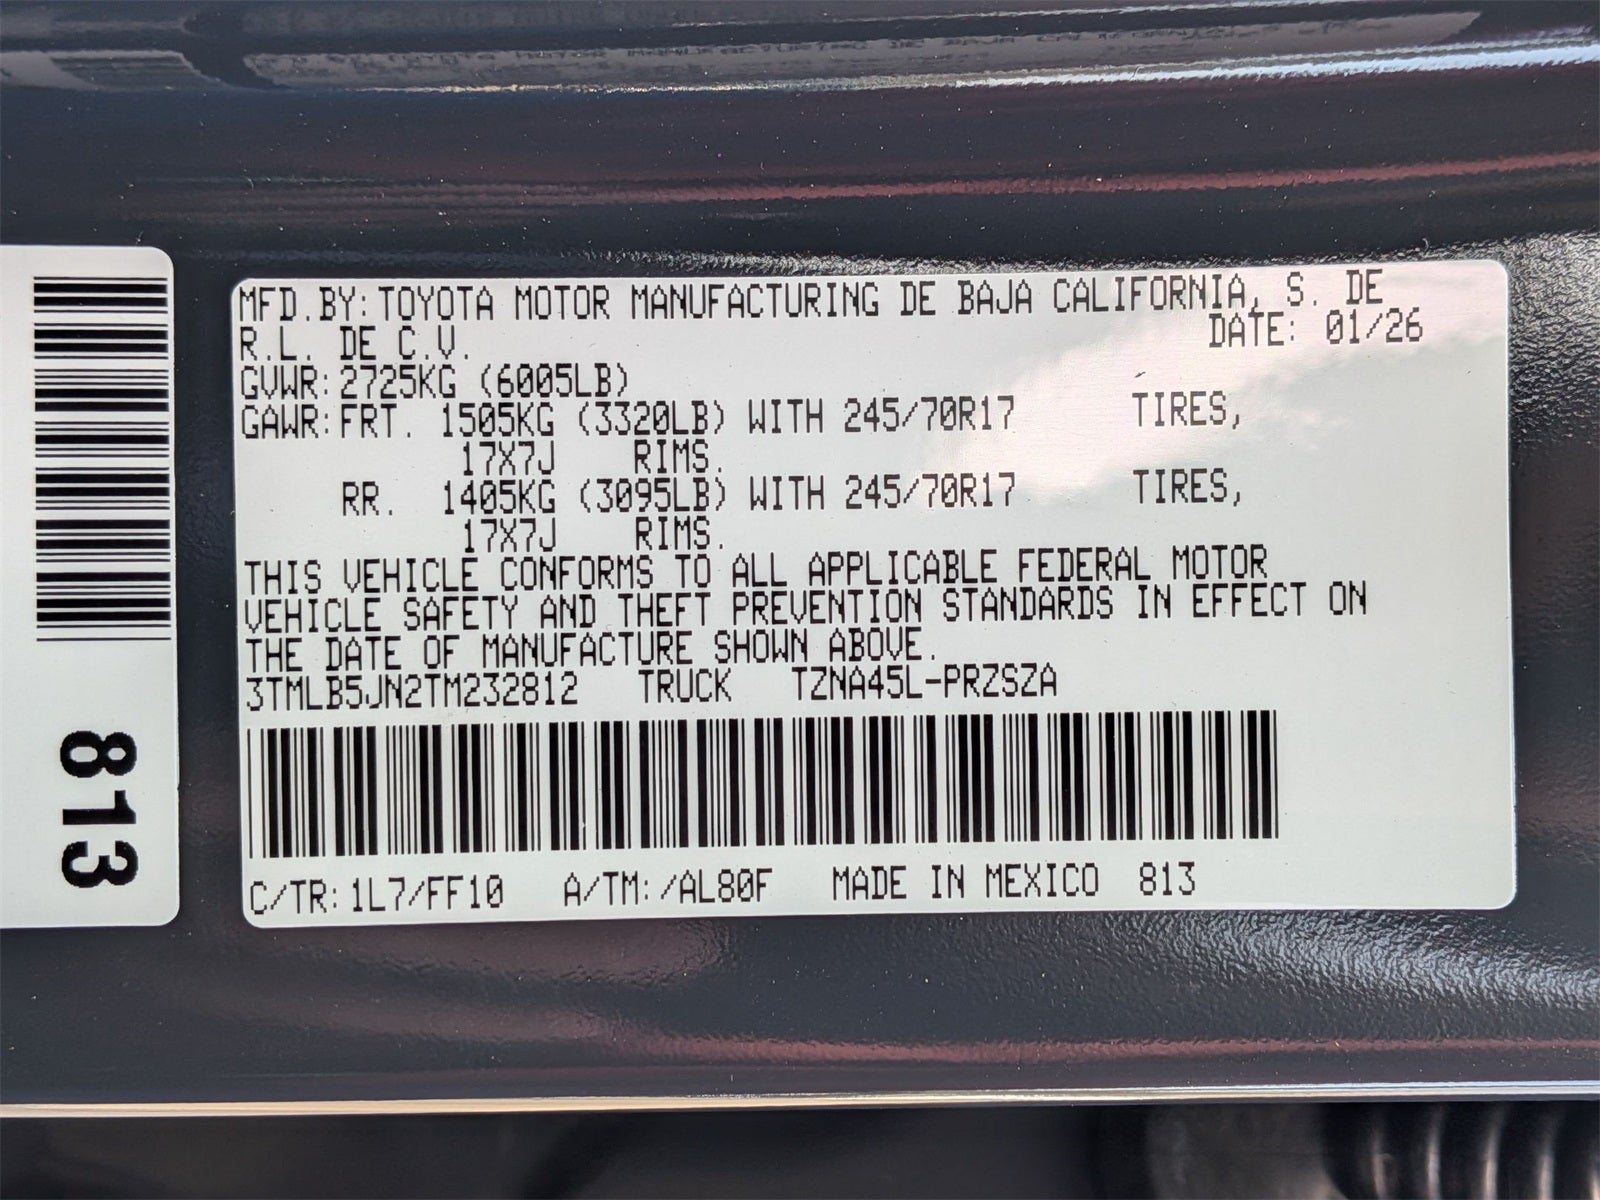 MFD.BY: TOYOTA MOTOR MANUFACTURING DE BAJA CALIFORNIA, S. DE
R.L. DE C.V. DATE: 01/26
GVWR: 2725KG (6005LB)
GAWR: FRT. 1505KG (3320LB) WITH 245/70R17 TIRES,
17X7J RIMS.
RR. 1405KG (3095LB) WITH 245/70R17 TIRES,
17X7J RIMS.
THIS VEHICLE CONFORMS TO ALL APPLICABLE FEDERAL MOTOR
VEHICLE SAFETY AND THEFT PREVENTION STANDARDS IN EFFECT ON
THE DATE OF MANUFACTURE SHOWN ABOVE.
3TMLB5JN2TM232812 TRUCK TZNA45L-PRZSZA
C/TR: 1L7/FF10 A/TM: /AL80F MADE IN MEXICO 813
813